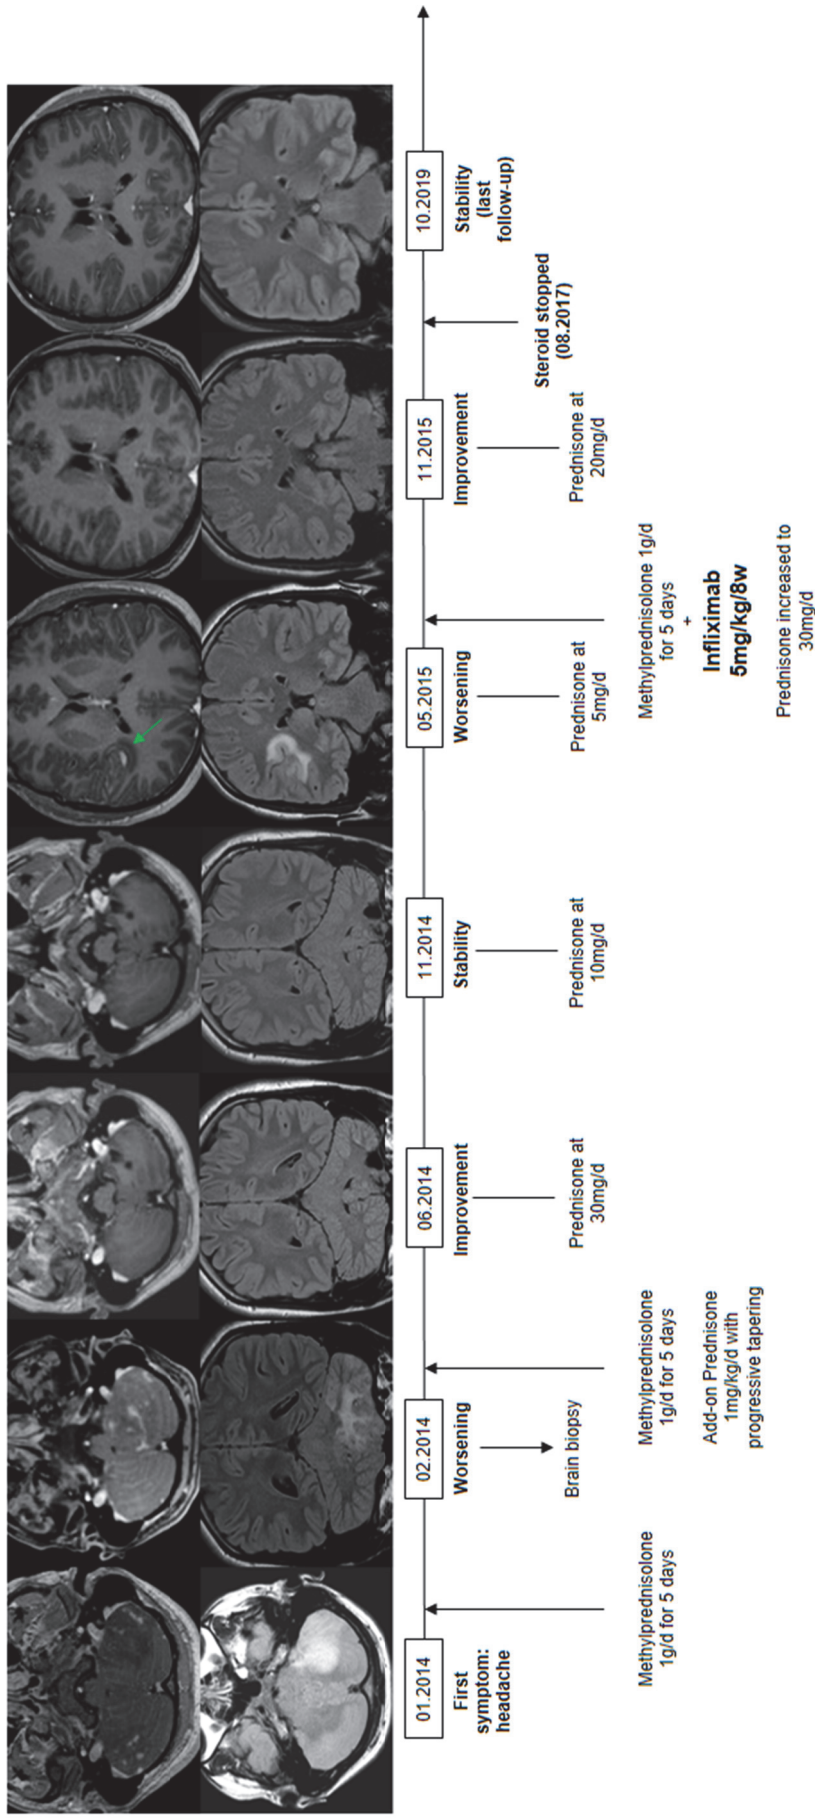 01.2014
First
symptom:
headache
Methylprednisolone
1g/d for 5 days
02.2014
Worsening
Brain biopsy
Methylprednisolone
1g/d for 5 days
Add-on Prednisone
1mg/kg/d with
progressive tapering
06.2014
Improvement
Prednisone at
30mg/d
11.2014
Stability
Prednisone at
10mg/d
05.2015
Worsening
Prednisone at
5mg/d
Methylprednisolone 1g/d
for 5 days
+
Infliximab
5mg/kg/8w
Prednisone increased to
30mg/d
11.2015
Improvement
Prednisone at
20mg/d
Steroid stopped
(08.2017)
10.2019
Stability
(last
follow-up)